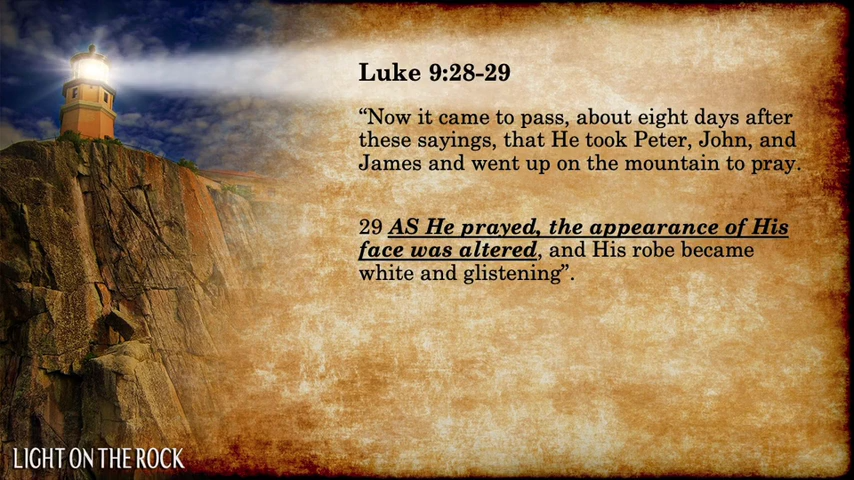 Luke 9:28-29
“Now it came to pass, about eight days after
these sayings, that He took Peter, John, and
James and went up on the mountain to pray.
29 AS He prayed, the appearance of His
face was altered, and His robe became
white and glistening”.
LIGHT ON THE ROCK